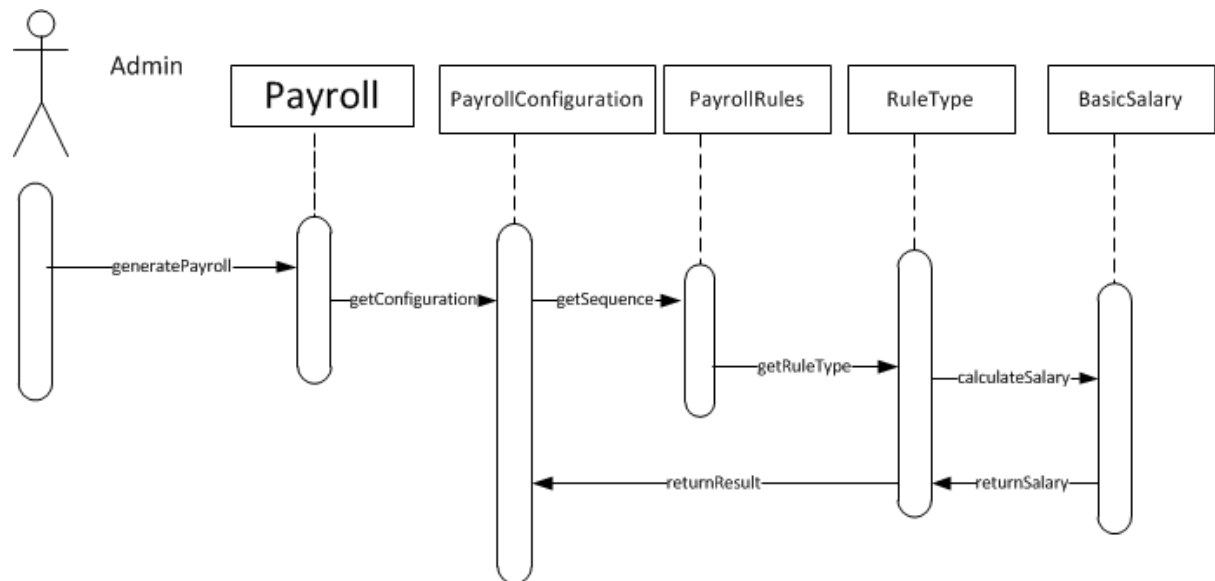 Admin
Payroll
PayrollConfiguration
PayrollRules
RuleType
BasicSalary
generatePayroll
getConfiguration
getSequence
getRuleType
calculateSalary
returnResult
returnSalary